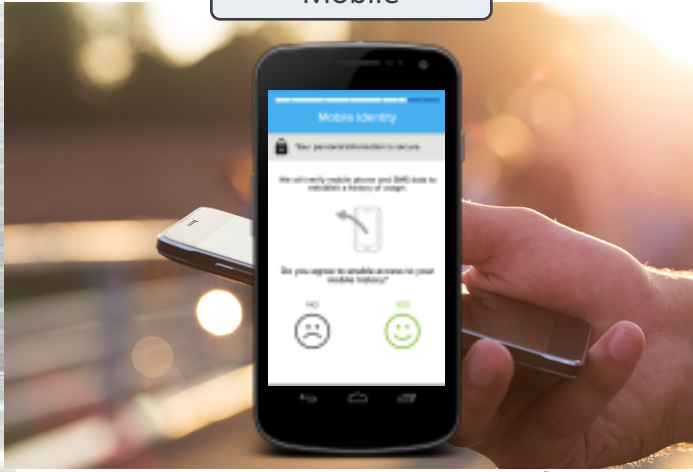 Mobile
Mobile Identity
Your personal information is secure.
We will verify mobile phone and SMS data to
establish a history of usage.
Do you agree to enable access to your
mobile history?
NO YES